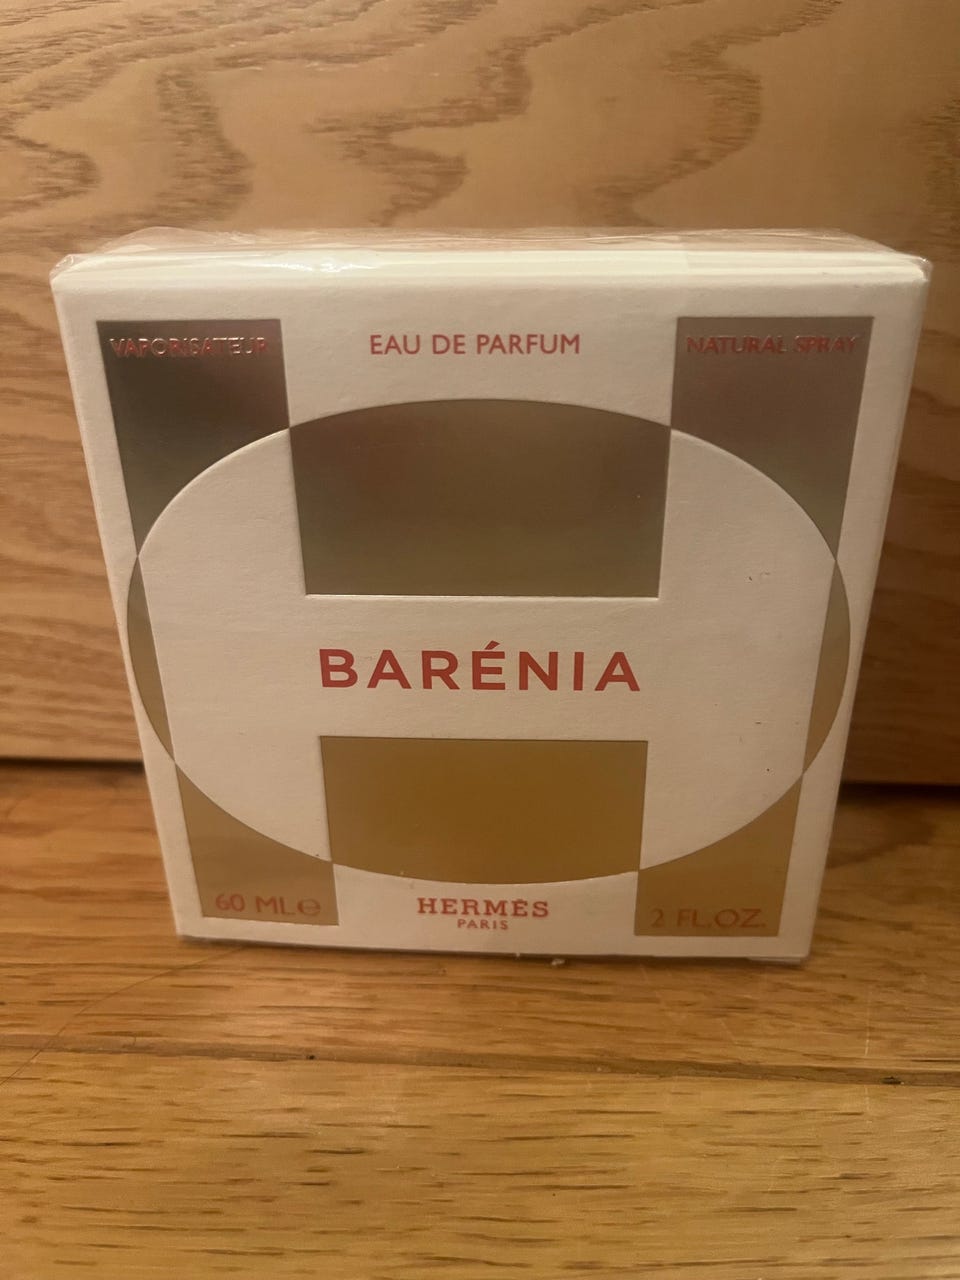 VAPORISATEUR
EAU DE PARFUM
NATURAL SPRAY
BARÉNIA
60 ML℮
HERMÈS
PARIS
2 FL.OZ.